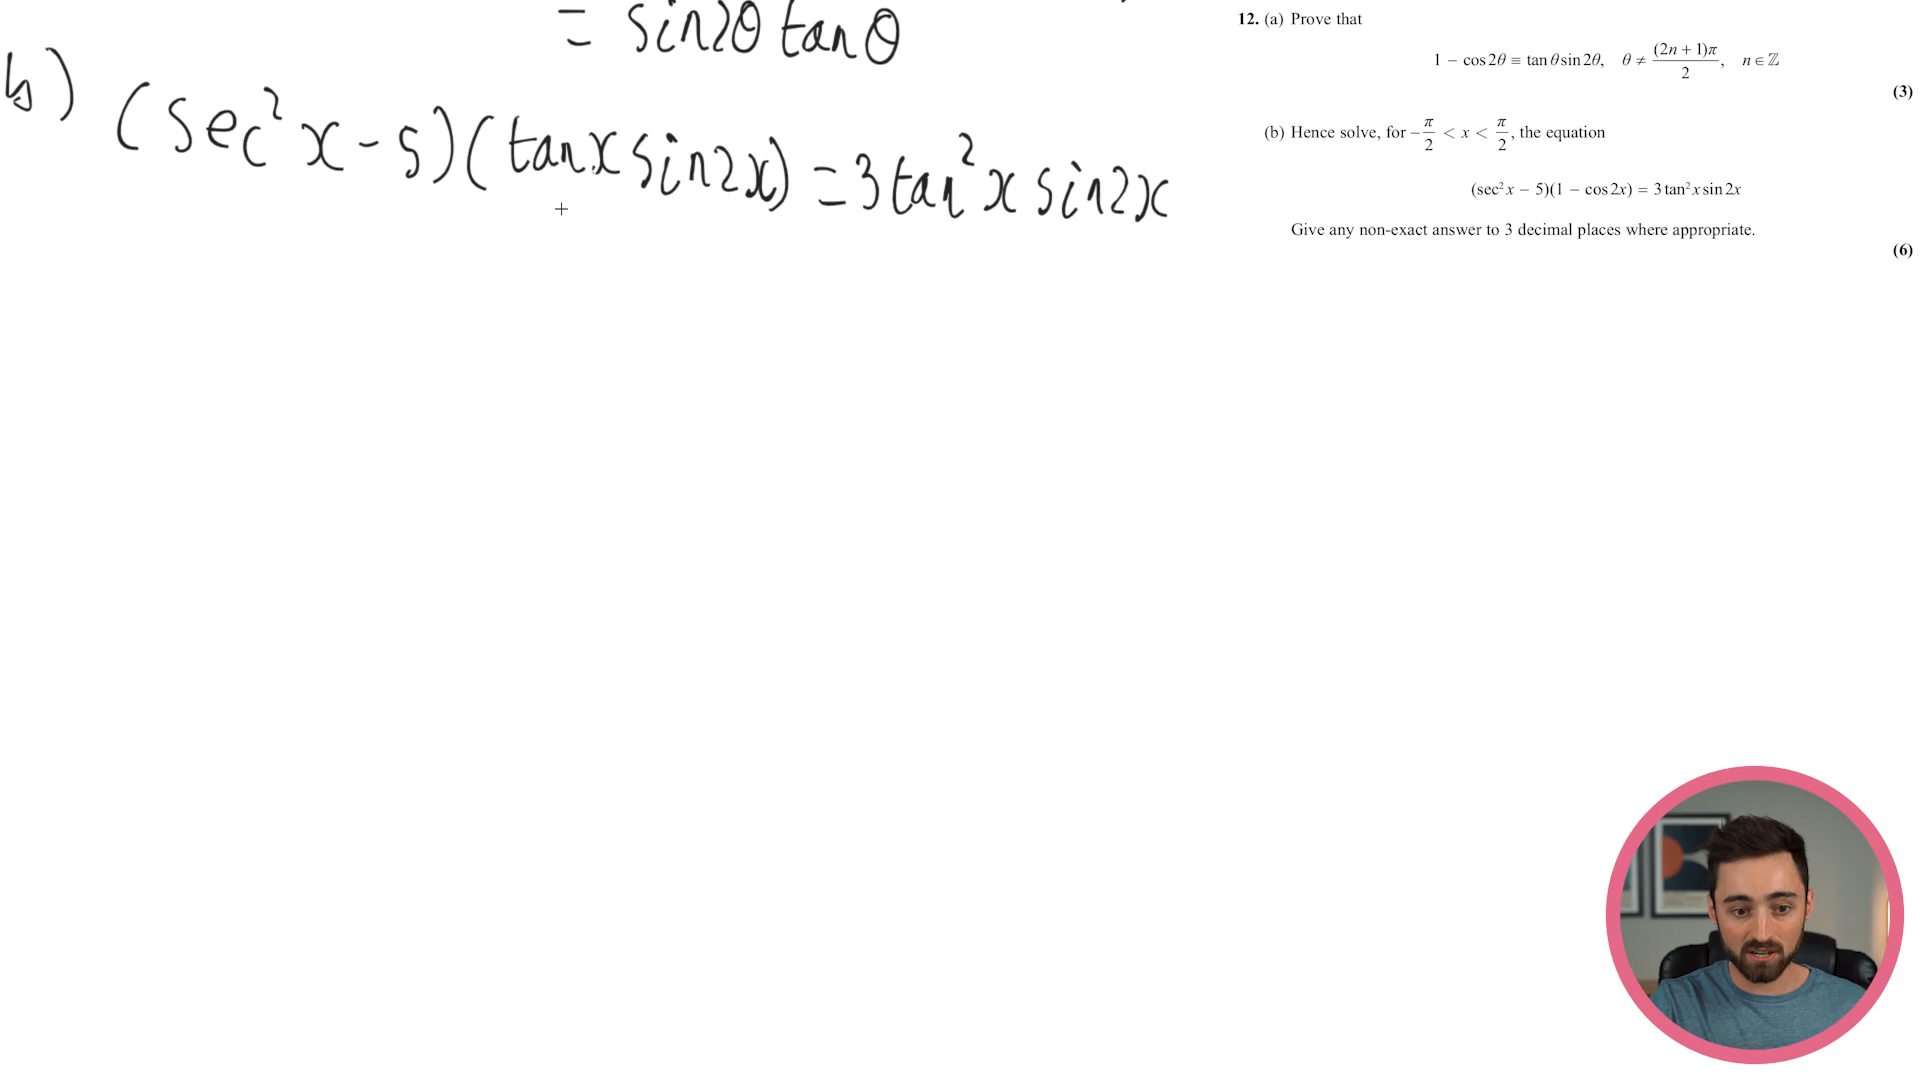 = sin2θ tanθ
b) (sec²x - 5)(tanx sin2x) = 3tan²x sin2x
12. (a) Prove that
1 − cos 2θ ≡ tan θ sin 2θ, θ ≠ (2n + 1)π / 2, n ∈ ℤ
(3)
(b) Hence solve, for −π/2 < x < π/2, the equation
(sec² x − 5)(1 − cos 2x) = 3 tan² x sin 2x
Give any non-exact answer to 3 decimal places where appropriate.
(6)